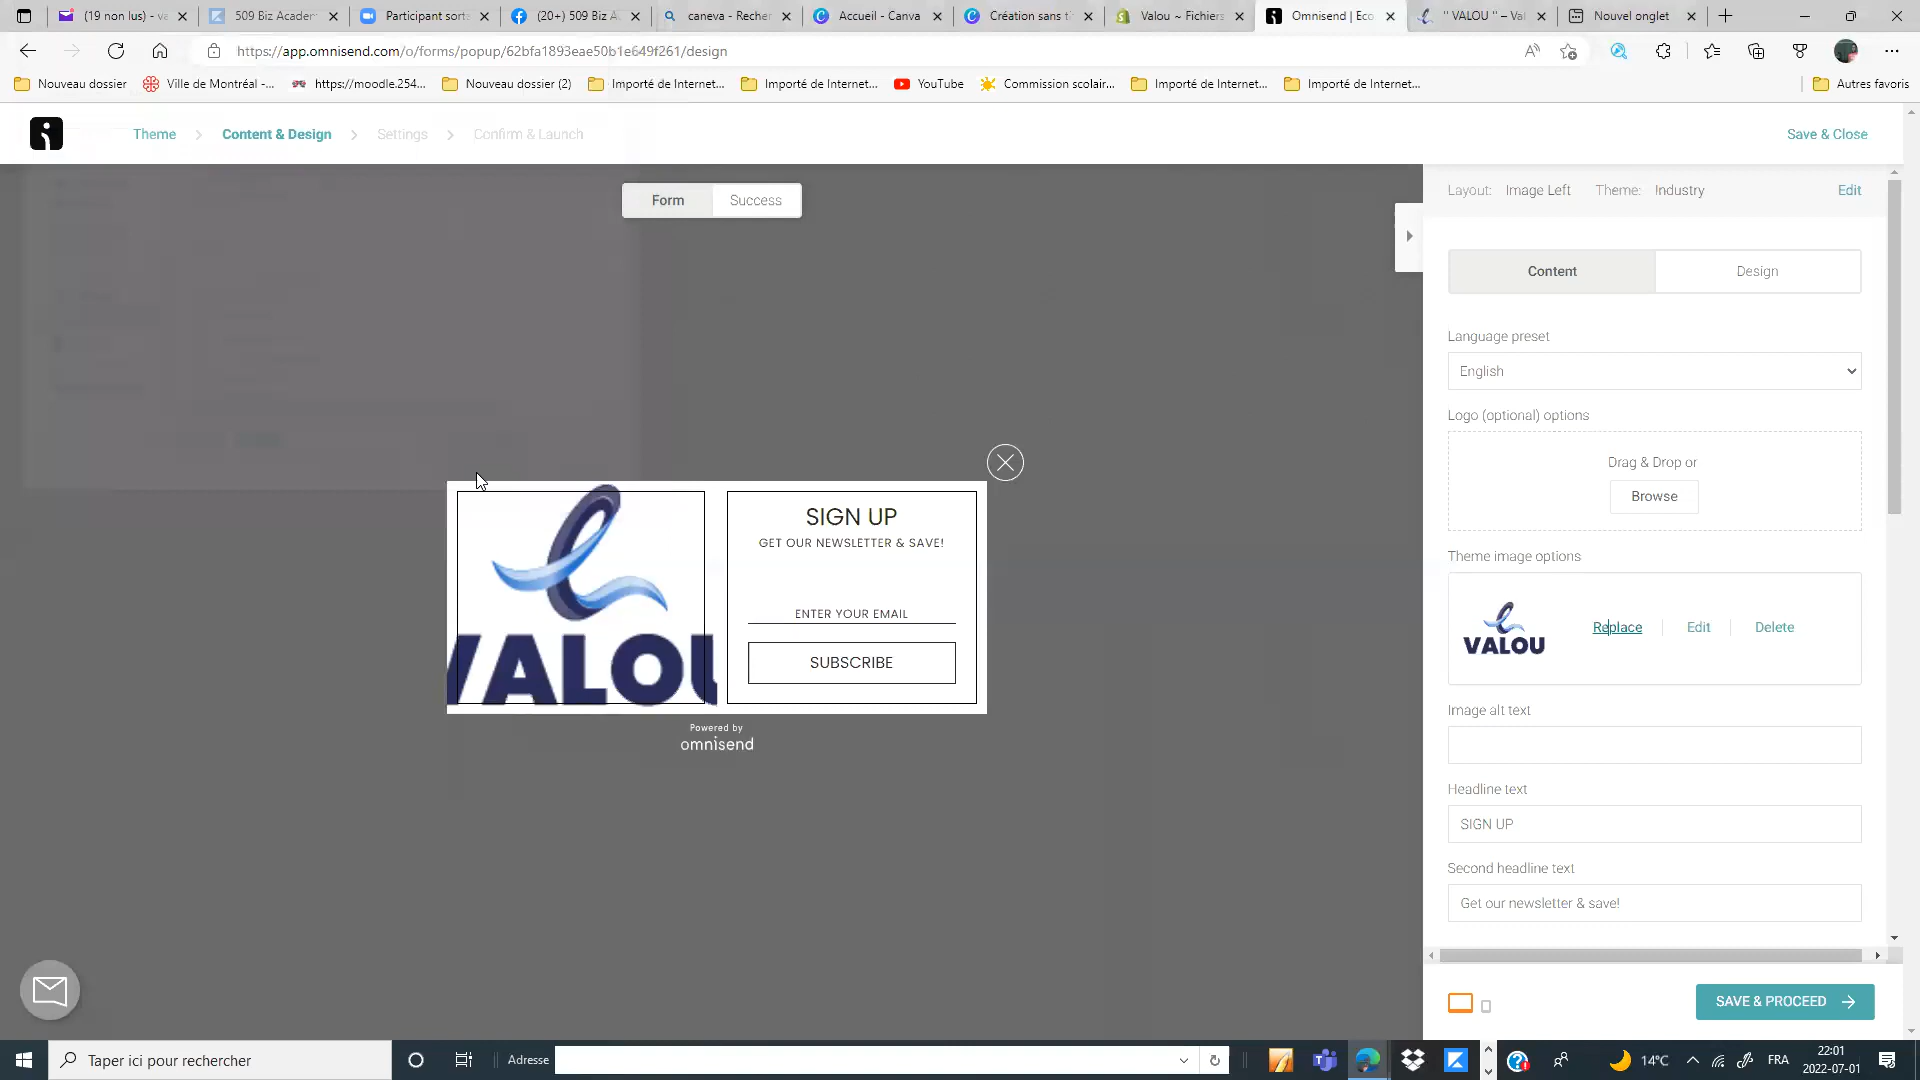 (19 non lus) - va
509 Biz Academ
Participant sorte
(20+) 509 Biz A
caneva - Recher
Accueil - Canva
Création sans ti
Valou ~ Fichiers
Omnisend | Eco
" VALOU " – Val
Nouvel onglet
https://app.omnisend.com/o/forms/popup/62bfa1893eae50b1e649f261/design
Nouveau dossier
Ville de Montréal -...
https://moodle.254...
Nouveau dossier (2)
Importé de Internet...
Importé de Internet...
YouTube
Commission scolair...
Importé de Internet...
Importé de Internet...
Autres favoris
Theme
Content & Design
Settings
Confirm & Launch
Save & Close
Form
Success
Layout: Image Left Theme: Industry
Edit
Content
Design
Language preset
English
Logo (optional) options
Drag & Drop or
Browse
Theme image options
VALOU
Replace
Edit
Delete
Image alt text
Headline text
SIGN UP
Second headline text
Get our newsletter & save!
VALOU
SIGN UP
GET OUR NEWSLETTER & SAVE!
ENTER YOUR EMAIL
SUBSCRIBE
Powered by
omnisend
SAVE & PROCEED
Taper ici pour rechercher
Adresse
14°C
FRA
22:01
2022-07-01